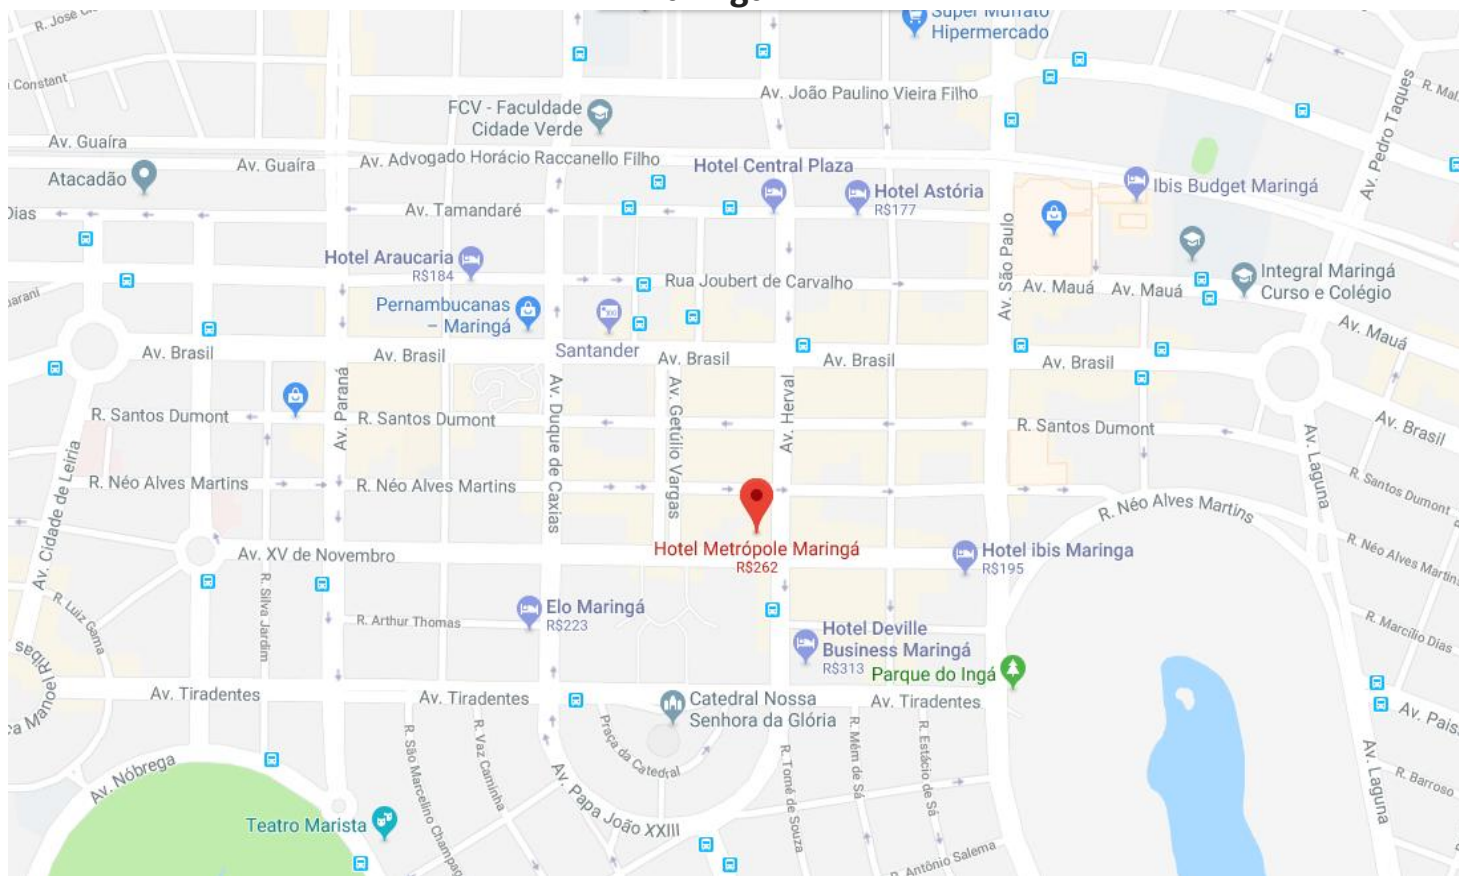 Super Muffato
Hipermercado
R. José C
Constant
FCV - Faculdade
Cidade Verde
Av. João Paulino Vieira Filho
Av. Pedro Taques
R. Mal.
Av. Guaíra
Av. Guaíra
Av. Advogado Horácio Raccanello Filho
Hotel Central Plaza
Atacadão
Hotel Astória
R$177
Ibis Budget Maringá
Dias
Av. Tamandaré
Av. São Paulo
Hotel Araucaria
R$184
Rua Joubert de Carvalho
Integral Maringá
Curso e Colégio
Av. Mauá
Av. Mauá
Av. Mauá
uarani
Pernambucanas
– Maringá
Santander
Av. Brasil
Av. Brasil
Av. Brasil
Av. Brasil
Av. Brasil
Av. Brasil
Av. Paraná
Av. Duque de Caxias
Av. Getúlio Vargas
Av. Herval
R. Santos Dumont
R. Santos Dumont
R. Santos Dumont
R. Santos Dumont
Av. Cidade de Leiria
Av. Laguna
R. Néo Alves Martins
R. Néo Alves Martins
R. Néo Alves Martins
R. Néo Alves Martins
Av. XV de Novembro
Hotel Metrópole Maringá
R$262
Hotel ibis Maringa
R$195
R. Luiz Gama
R. Silva Jardim
R. Arthur Thomas
Elo Maringá
R$223
Hotel Deville
Business Maringá
R$313
Parque do Ingá
R. Marcílio Dias
ca Manoel Ribas
Av. Tiradentes
Av. Tiradentes
Catedral Nossa
Senhora da Glória
Av. Tiradentes
Av. Pais
Praça da Catedral
R. São Marcelino Champag
R. Vaz Caminha
R. Tomé de Souza
R. Mém de Sá
R. Estácio de Sá
Av. Nóbrega
Av. Papa João XXIII
Av. Laguna
R. Barroso
Teatro Marista
R. Antônio Salema